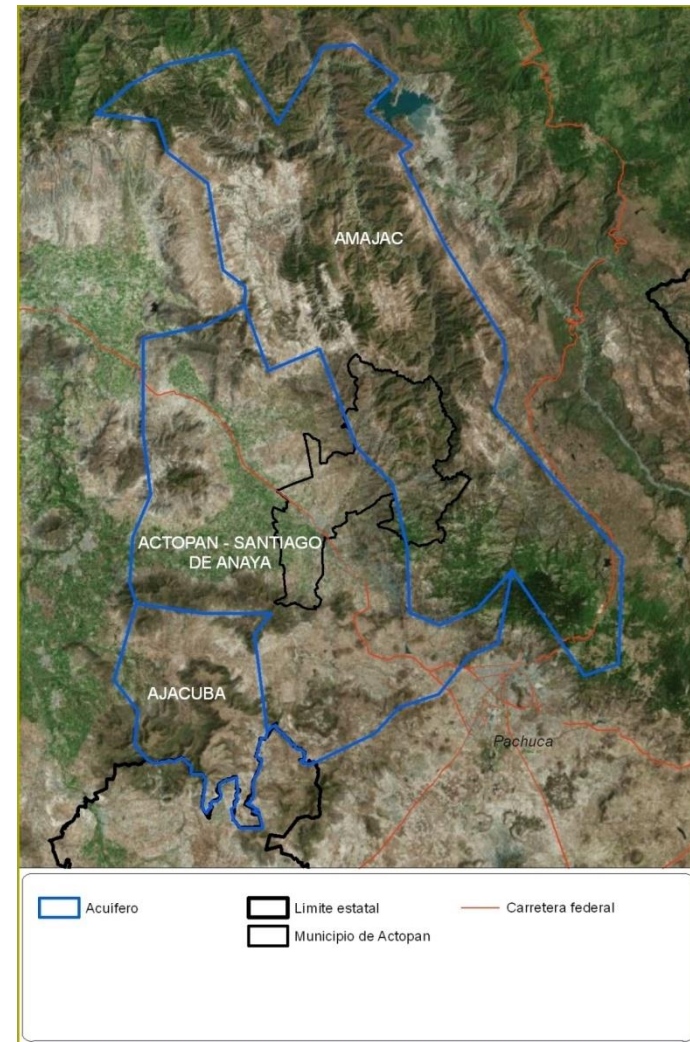 AMAJAC
ACTOPAN - SANTIAGO
DE ANAYA
AJACUBA
Pachuca
Acuifero
Limite estatal
Carretera federal
Municipio de Actopan